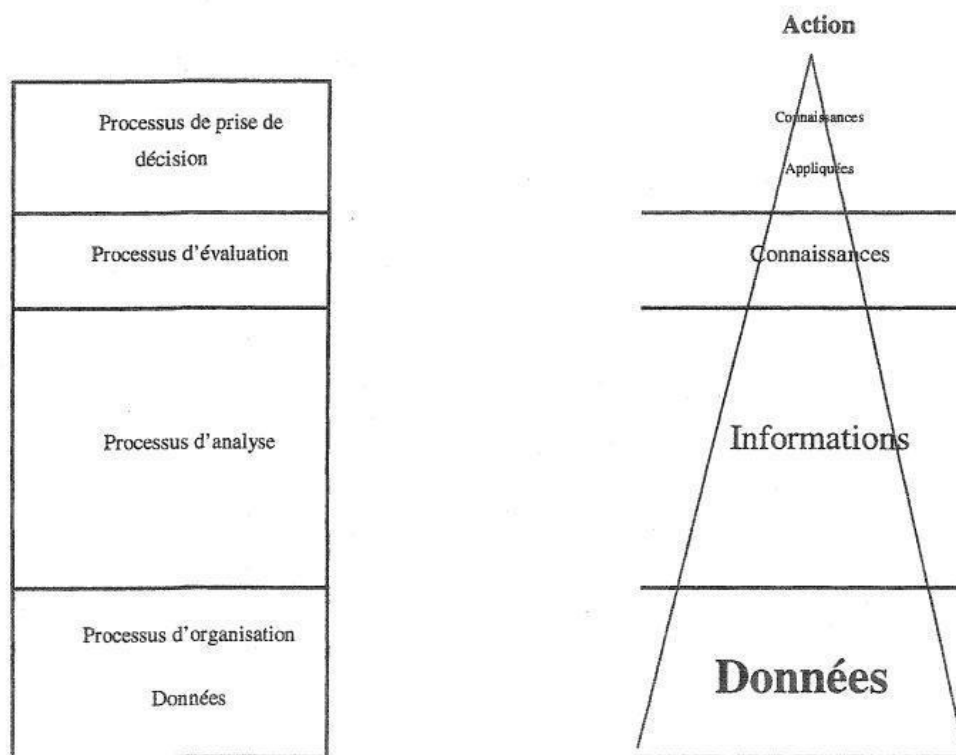 Action
Processus de prise de
décision
Connaissances
Appliquées
Processus d'évaluation
Connaissances
Processus d'analyse
Informations
Processus d'organisation
Données
Données